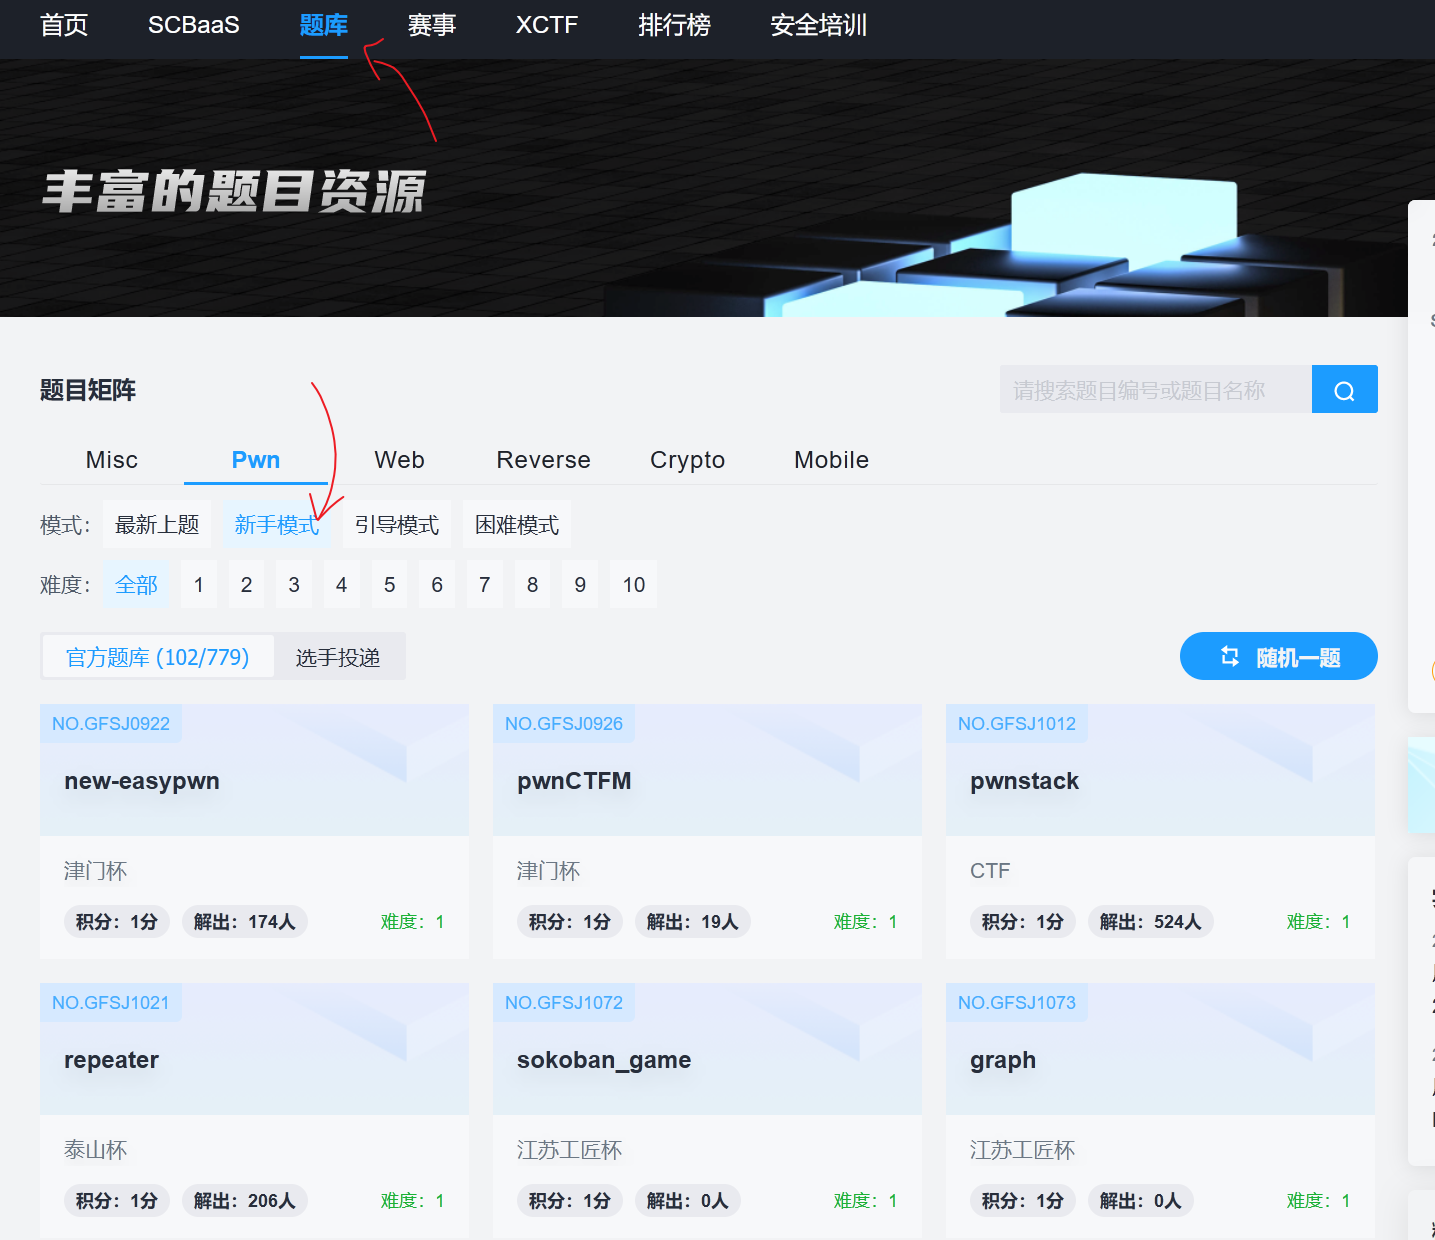 首页 SCBaaS 题库 赛事 XCTF 排行榜 安全培训
丰富的题目资源
题目矩阵
请搜索题目编号或题目名称
Misc Pwn Web Reverse Crypto Mobile
模式： 最新上题 新手模式 引导模式 困难模式
难度： 全部 1 2 3 4 5 6 7 8 9 10
官方题库 (102/779) 选手投递
随机一题
NO.GFSJ0922
new-easypwn
津门杯
积分：1分 解出：174人 难度：1
NO.GFSJ0926
pwnCTFM
津门杯
积分：1分 解出：19人 难度：1
NO.GFSJ1012
pwnstack
CTF
积分：1分 解出：524人 难度：1
NO.GFSJ1021
repeater
泰山杯
积分：1分 解出：206人 难度：1
NO.GFSJ1072
sokoban_game
江苏工匠杯
积分：1分 解出：0人 难度：1
NO.GFSJ1073
graph
江苏工匠杯
积分：1分 解出：0人 难度：1